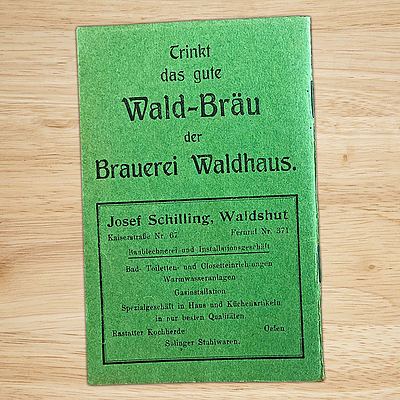 Trinkt
das gute
Wald-Bräu
der
Brauerei Waldhaus.
Josef Schilling, Waldshut
Kaiserstraße Nr. 67 Fernruf Nr. 371
Baublechnerei und Installationsgeschäft
Bad- Toiletten- und Closetteinrichtungen
Warmwasseranlagen
Gasinstallation
Spezialgeschäft in Haus und Küchenartikeln
in nur besten Qualitäten
Rastatter Kochherde Oefen
Solinger Stahlwaren.